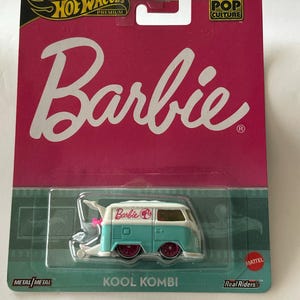 Hot Wheels
PREMIUM
POP
CULTURE
Barbie®
Barbie
METAL/METAL
KOOL KOMBI
MATTEL
Real Riders